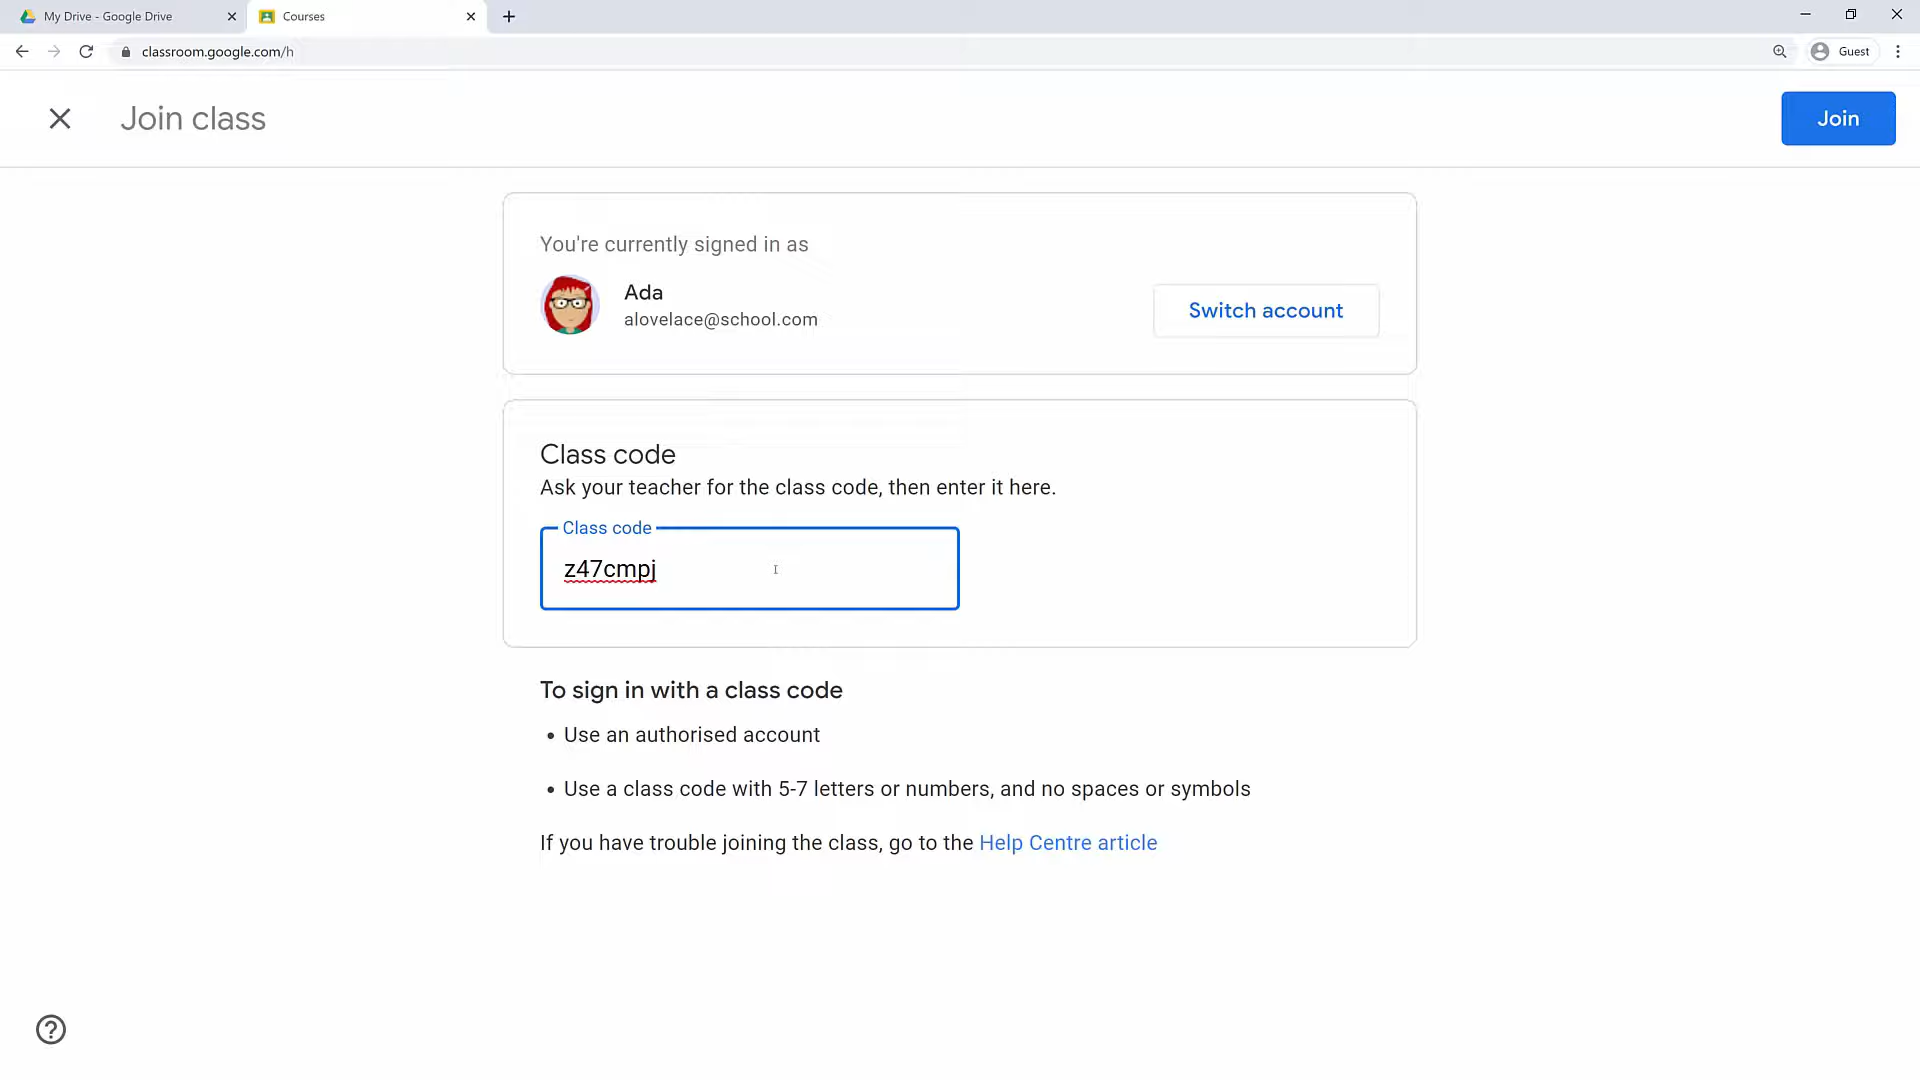 My Drive - Google Drive
Courses
classroom.google.com/h
Guest
Join class
Join
You're currently signed in as
Ada
alovelace@school.com
Switch account
Class code
Ask your teacher for the class code, then enter it here.
Class code
z47cmpj
To sign in with a class code
• Use an authorised account
• Use a class code with 5-7 letters or numbers, and no spaces or symbols
If you have trouble joining the class, go to the Help Centre article